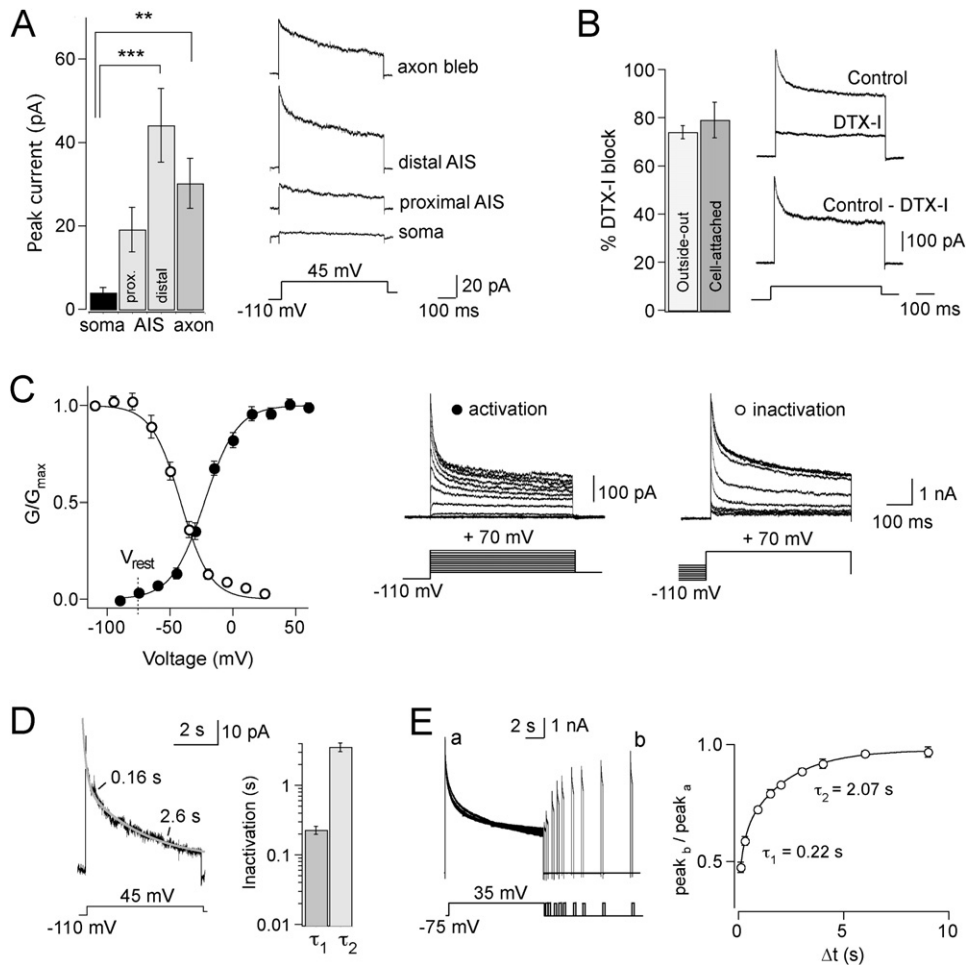 A
**
***
60
40
20
0
Peak current (pA)
prox.
distal
soma
AIS
axon
axon bleb
distal AIS
proximal AIS
soma
45 mV
-110 mV
20 pA
100 ms
B
100
80
60
40
20
0
% DTX-I block
Outside-out
Cell-attached
Control
DTX-I
Control - DTX-I
100 pA
100 ms
C
1.0
0.5
0.0
G/Gmax
Vrest
-100
-50
0
50
Voltage (mV)
activation
100 pA
+ 70 mV
-110 mV
inactivation
1 nA
100 ms
+ 70 mV
-110 mV
D
2 s
10 pA
0.16 s
2.6 s
45 mV
-110 mV
Inactivation (s)
1
0.1
0.01
τ1 τ2
E
2 s
1 nA
a
b
35 mV
-75 mV
1.0
0.5
peak b / peak a
τ2 = 2.07 s
τ1 = 0.22 s
0
5
10
Δt (s)